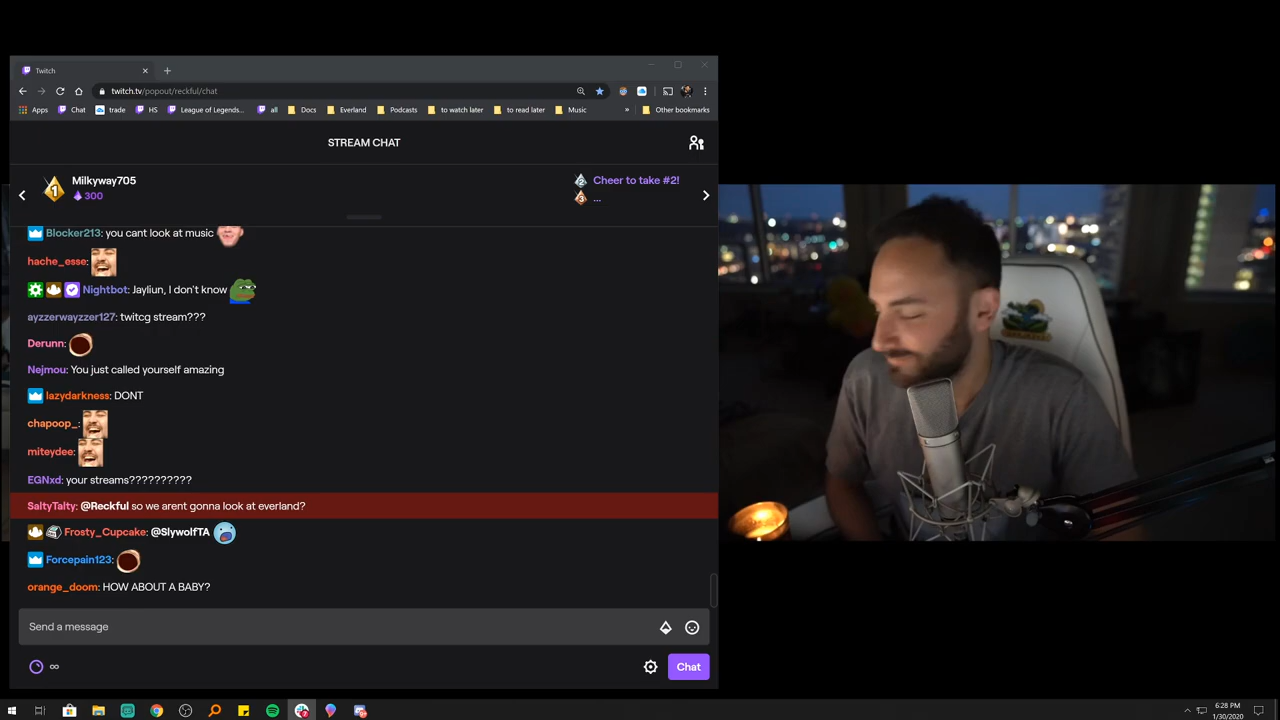 Twitch
twitch.tv/popout/reckful/chat
Apps Chat trade HS League of Legends... all Docs Everland Podcasts to watch later to read later Music » Other bookmarks
STREAM CHAT
1 Milkyway705
300
2 Cheer to take #2!
3 ...
Blocker213: you cant look at music
hache_esse:
Nightbot: Jayliun, I don't know
ayzzerwayzzer127: twitcg stream???
Derunn:
Nejmou: You just called yourself amazing
lazydarkness: DONT
chapoop_:
miteydee:
EGNxd: your streams??????????
SaltyTalty: @Reckful so we arent gonna look at everland?
Frosty_Cupcake: @SlywolfTA
Forcepain123:
orange_doom: HOW ABOUT A BABY?
Send a message
∞
Chat
6:28 PM
1/30/2020